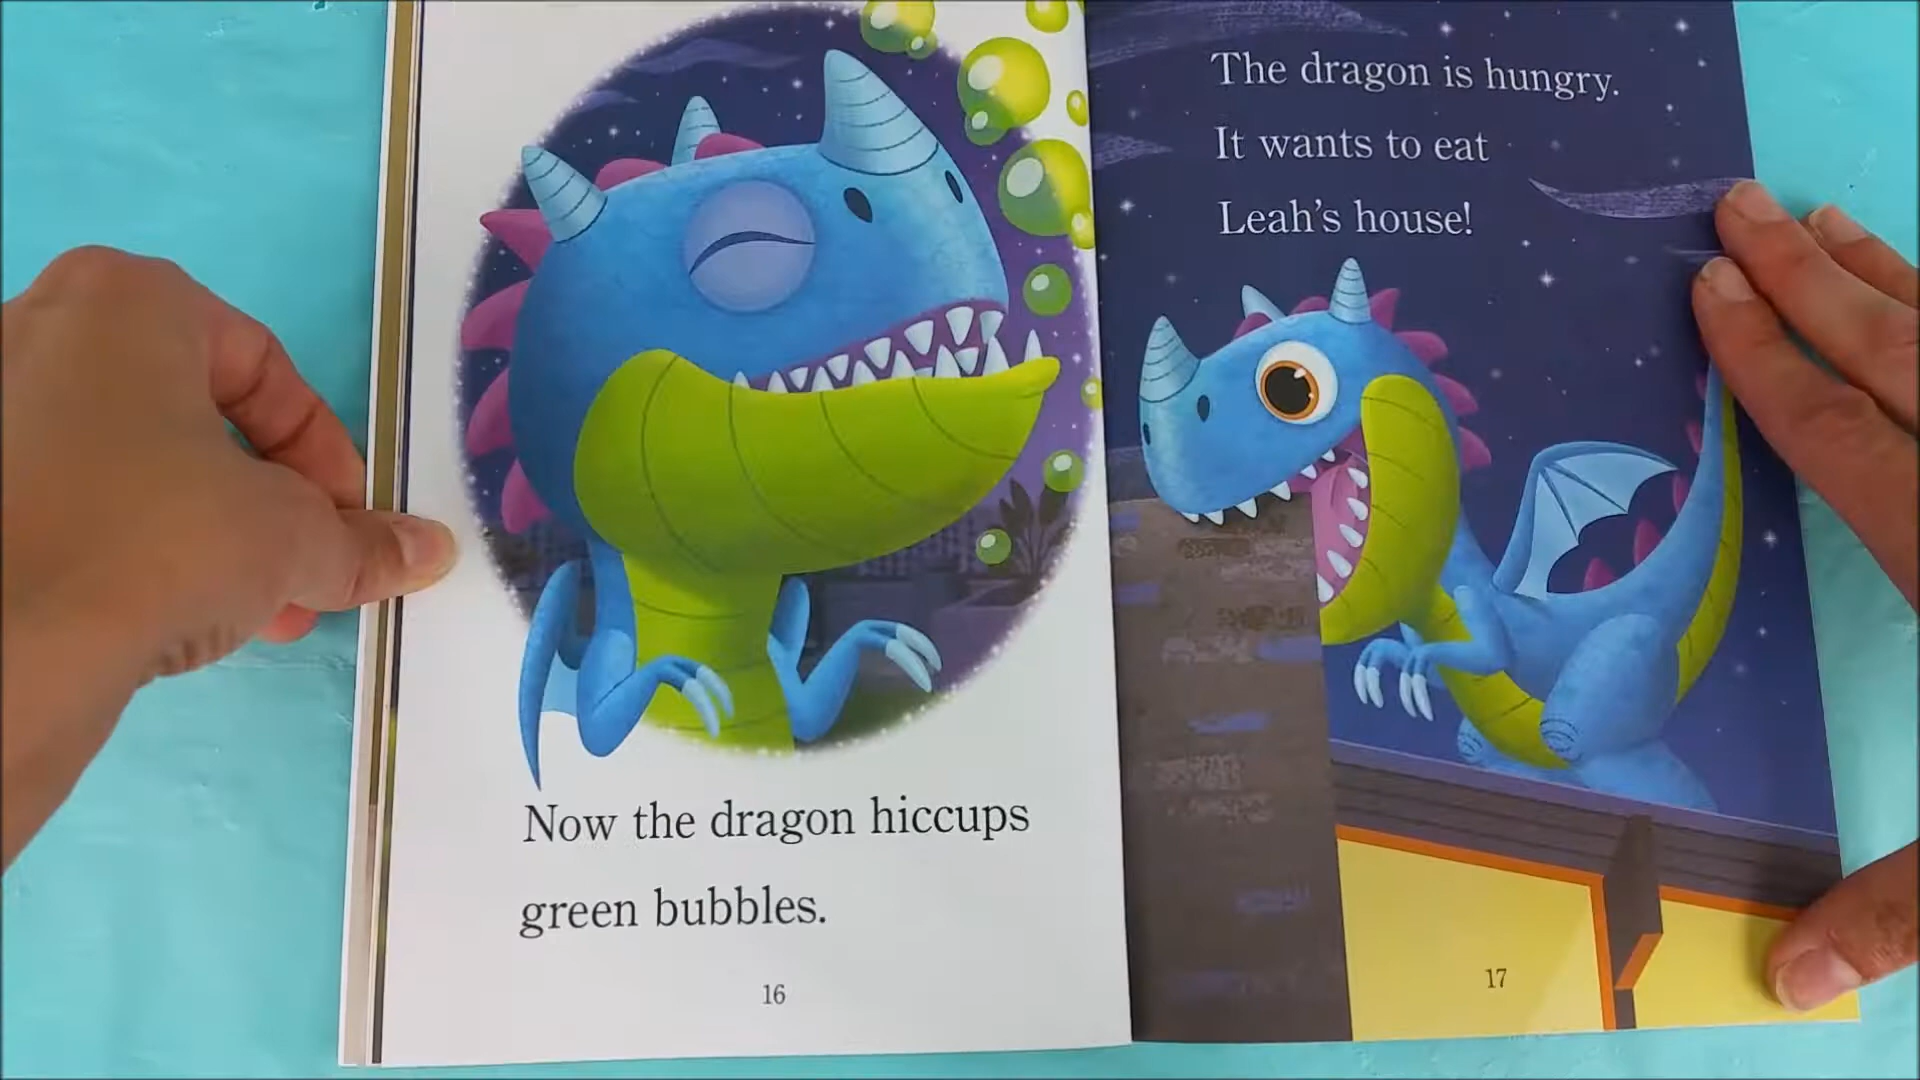 Now the dragon hiccups
green bubbles.
16
The dragon is hungry.
It wants to eat
Leah's house!
17